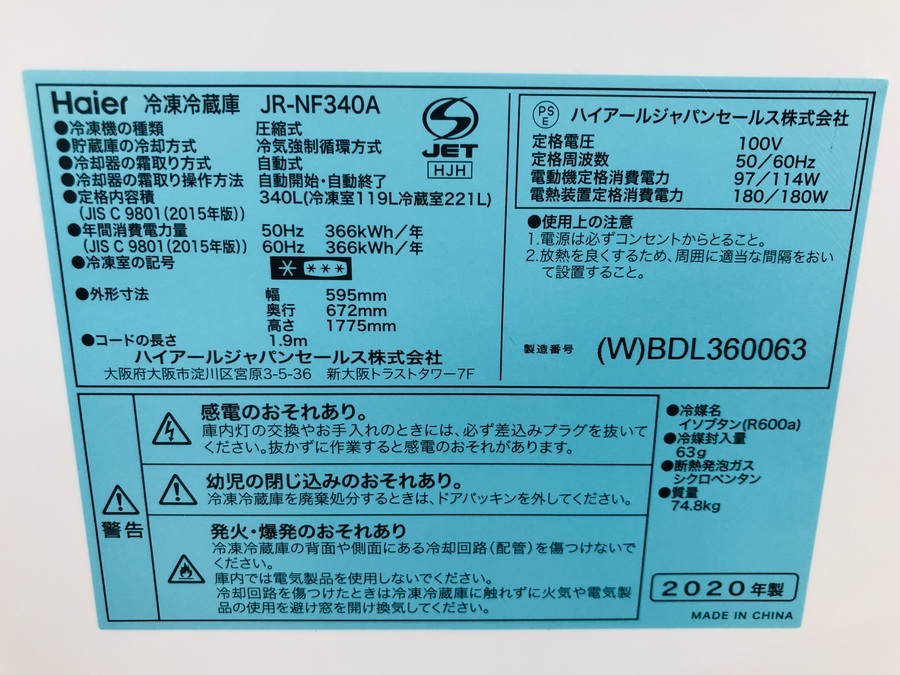 Haier 冷凍冷蔵庫 JR-NF340A
●冷凍機の種類 圧縮式
●貯蔵庫の冷却方式 冷気強制循環方式
●冷却器の霜取り方式 自動式
●冷却器の霜取り操作方法 自動開始・自動終了
●定格内容積 340L(冷凍室119L冷蔵室221L)
(JIS C 9801(2015年版))
●年間消費電力量 50Hz 366kWh/年
(JIS C 9801(2015年版)) 60Hz 366kWh/年
●冷凍室の記号
●外形寸法 幅 595mm
奥行 672mm
高さ 1775mm
●コードの長さ 1.9m
ハイアールジャパンセールス株式会社
大阪府大阪市淀川区宮原3-5-36 新大阪トラストタワー7F
JET
HJH
PSE ハイアールジャパンセールス株式会社
定格電圧 100V
定格周波数 50/60Hz
電動機定格消費電力 97/114W
電熱装置定格消費電力 180/180W
●使用上の注意
1.電源は必ずコンセントからとること。
2.放熱を良くするため、周囲に適当な間隔をおい
て設置すること。
製造番号 (W)BDL360063
警告
感電のおそれあり。
庫内灯の交換やお手入れのときには、必ず差込みプラグを抜いて
ください。抜かずに作業すると感電のおそれがあります。
幼児の閉じ込みのおそれあり。
冷凍冷蔵庫を廃棄処分するときは、ドアパッキンを外してください。
発火・爆発のおそれあり
冷凍冷蔵庫の背面や側面にある冷却回路(配管)を傷つけないで
ください。
庫内では電気製品を使用しないでください。
冷却回路を傷つけたときは冷凍冷蔵庫に触れずに火気や電気製
品の使用を避け窓を開け換気してください。
●冷媒名
イソブタン(R600a)
●冷媒封入量
63g
●断熱発泡ガス
シクロペンタン
●質量
74.8kg
2020年製
MADE IN CHINA